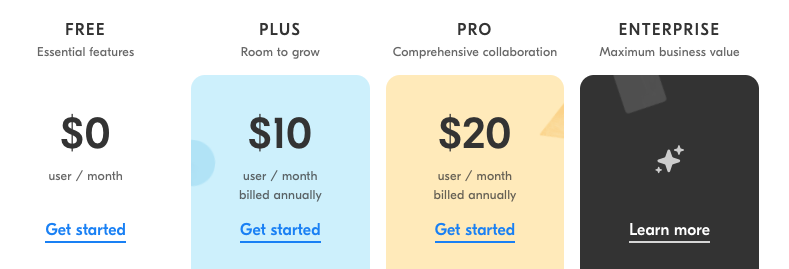 FREE
Essential features
$0
user / month
Get started
PLUS
Room to grow
$10
user / month
billed annually
Get started
PRO
Comprehensive collaboration
$20
user / month
billed annually
Get started
ENTERPRISE
Maximum business value
Learn more